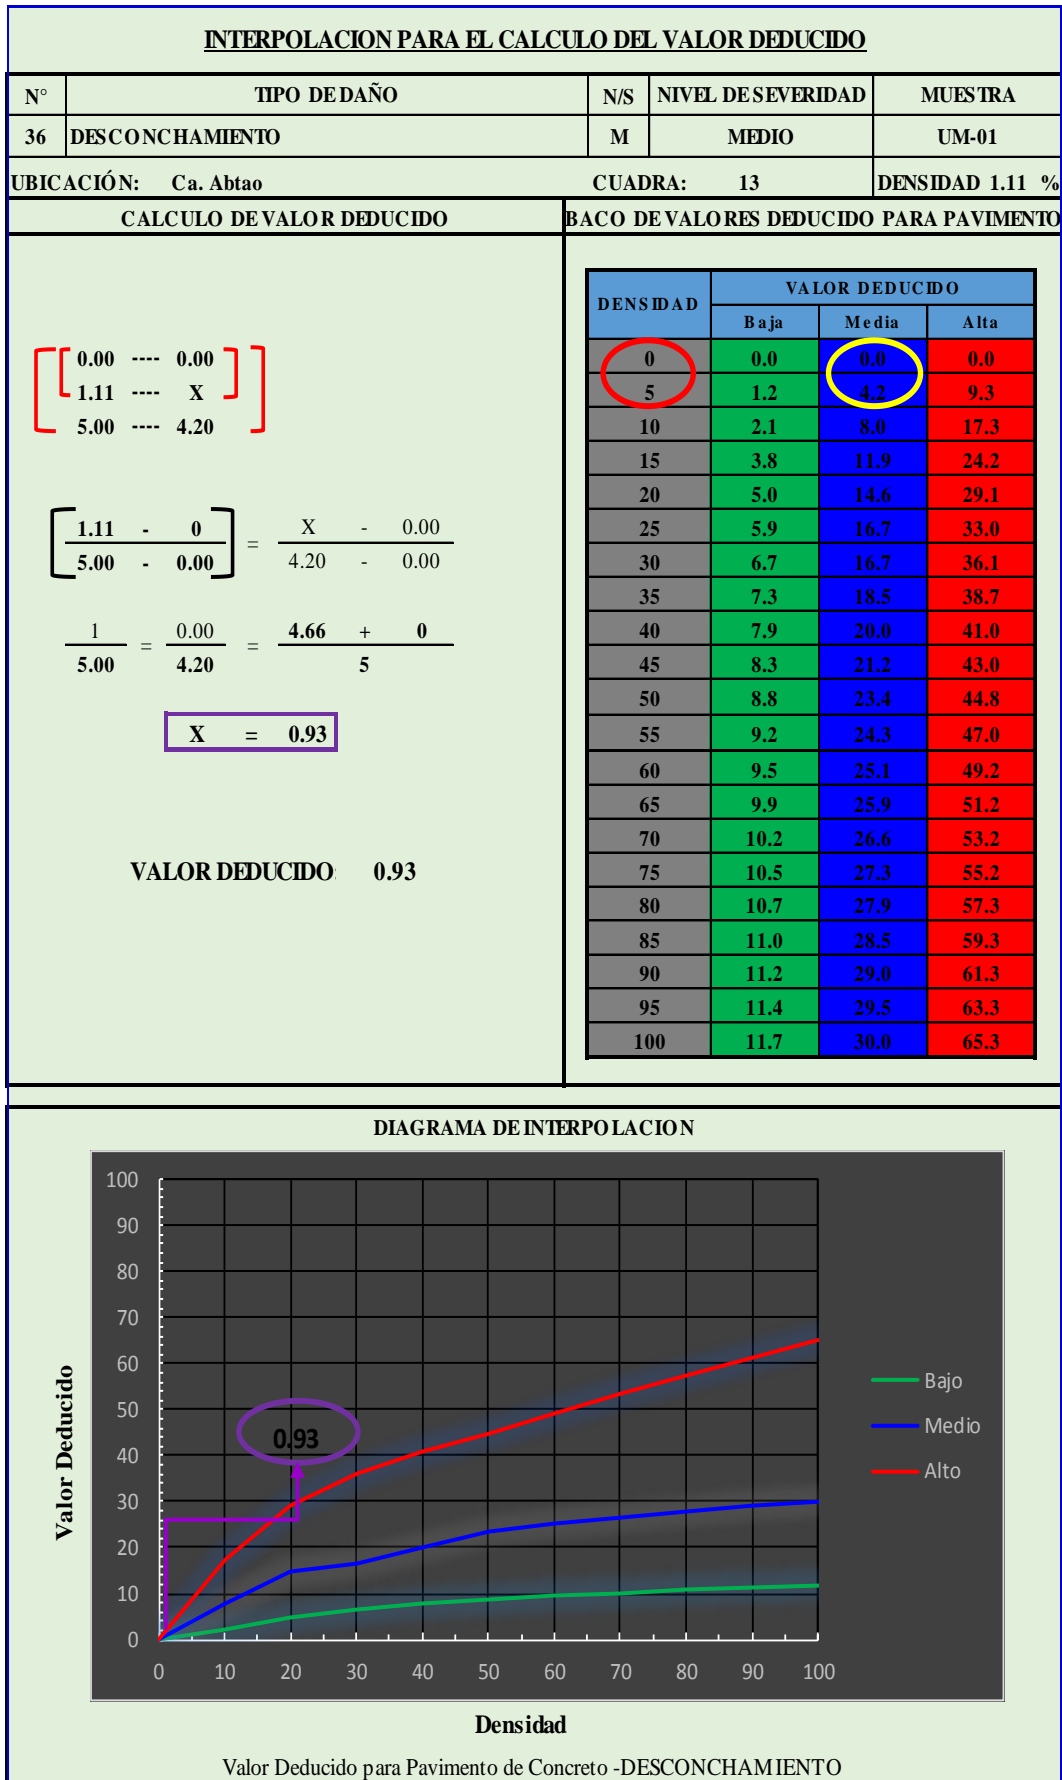 INTERPOLACION PARA EL CALCULO DEL VALOR DEDUCIDO
N° TIPO DE DAÑO N/S NIVEL DE SEVERIDAD MUESTRA
36 DESCONCHAMIENTO M MEDIO UM-01
UBICACIÓN: Ca. Abtao CUADRA: 13 DENSIDAD 1.11 %
CALCULO DE VALOR DEDUCIDO BACO DE VALORES DEDUCIDO PARA PAVIMENTO
0.00 ---- 0.00
1.11 ---- X
5.00 ---- 4.20
1.11 - 0 = X - 0.00
5.00 - 0.00 4.20 - 0.00
1 = 0.00 = 4.66 + 0
5.00 4.20 5
X = 0.93
VALOR DEDUCIDO: 0.93
DENSIDAD VALOR DEDUCIDO
Baja Media Alta
0 0.0 0.0 0.0
5 1.2 4.2 9.3
10 2.1 8.0 17.3
15 3.8 11.9 24.2
20 5.0 14.6 29.1
25 5.9 16.7 33.0
30 6.7 16.7 36.1
35 7.3 18.5 38.7
40 7.9 20.0 41.0
45 8.3 21.2 43.0
50 8.8 23.4 44.8
55 9.2 24.3 47.0
60 9.5 25.1 49.2
65 9.9 25.9 51.2
70 10.2 26.6 53.2
75 10.5 27.3 55.2
80 10.7 27.9 57.3
85 11.0 28.5 59.3
90 11.2 29.0 61.3
95 11.4 29.5 63.3
100 11.7 30.0 65.3
DIAGRAMA DE INTERPOLACION
100
90
80
70
60
50
40
30
20
10
0
Valor Deducido
0.93
Bajo
Medio
Alto
0 10 20 30 40 50 60 70 80 90 100
Densidad
Valor Deducido para Pavimento de Concreto -DESCONCHAMIENTO